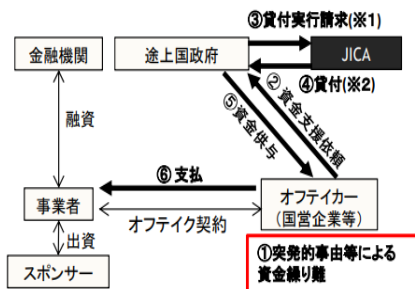 ③貸付実行請求(※1)
金融機関
途上国政府
JICA
④貸付(※2)
②資金支援依頼
⑤資金供与
融資
⑥支払
事業者
オフテイク契約
オフテイカー
(国営企業等)
出資
スポンサー
①突発的事由等による
資金繰り難